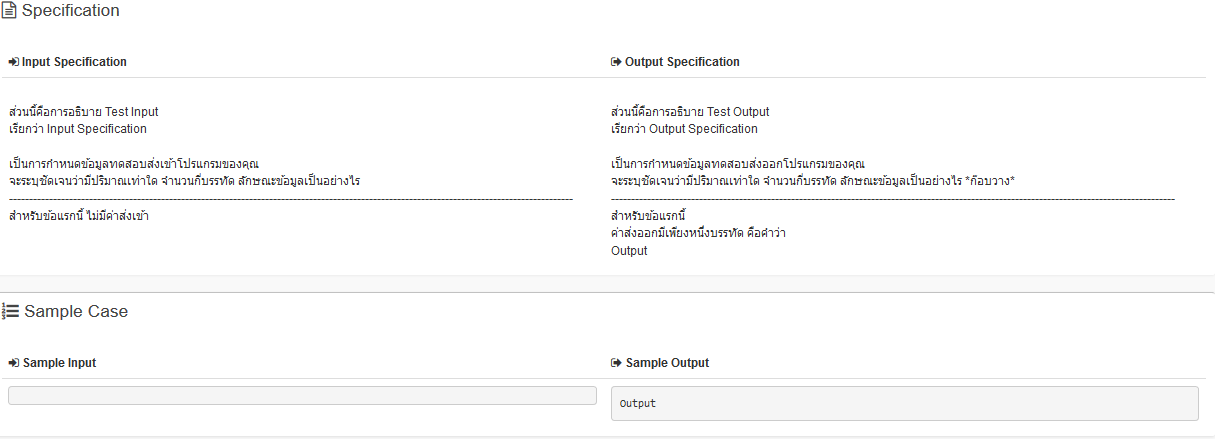 Specification
Input Specification
ส่วนนี้คือการอธิบาย Test Input
เรียกว่า Input Specification
เป็นการกำหนดข้อมูลทดสอบส่งเข้าโปรแกรมของคุณ
จะระบุชัดเจนว่ามีปริมาณเท่าใด จำนวนกี่บรรทัด ลักษณะข้อมูลเป็นอย่างไร
สำหรับข้อแรกนี้ ไม่มีค่าส่งเข้า
Output Specification
ส่วนนี้คือการอธิบาย Test Output
เรียกว่า Output Specification
เป็นการกำหนดข้อมูลทดสอบส่งออกโปรแกรมของคุณ
จะระบุชัดเจนว่ามีปริมาณเท่าใด จำนวนกี่บรรทัด ลักษณะข้อมูลเป็นอย่างไร *ก๊อบวาง*
สำหรับข้อแรกนี้
ค่าส่งออกมีเพียงหนึ่งบรรทัด คือคำว่า
Output
Sample Case
Sample Input
Sample Output
Output